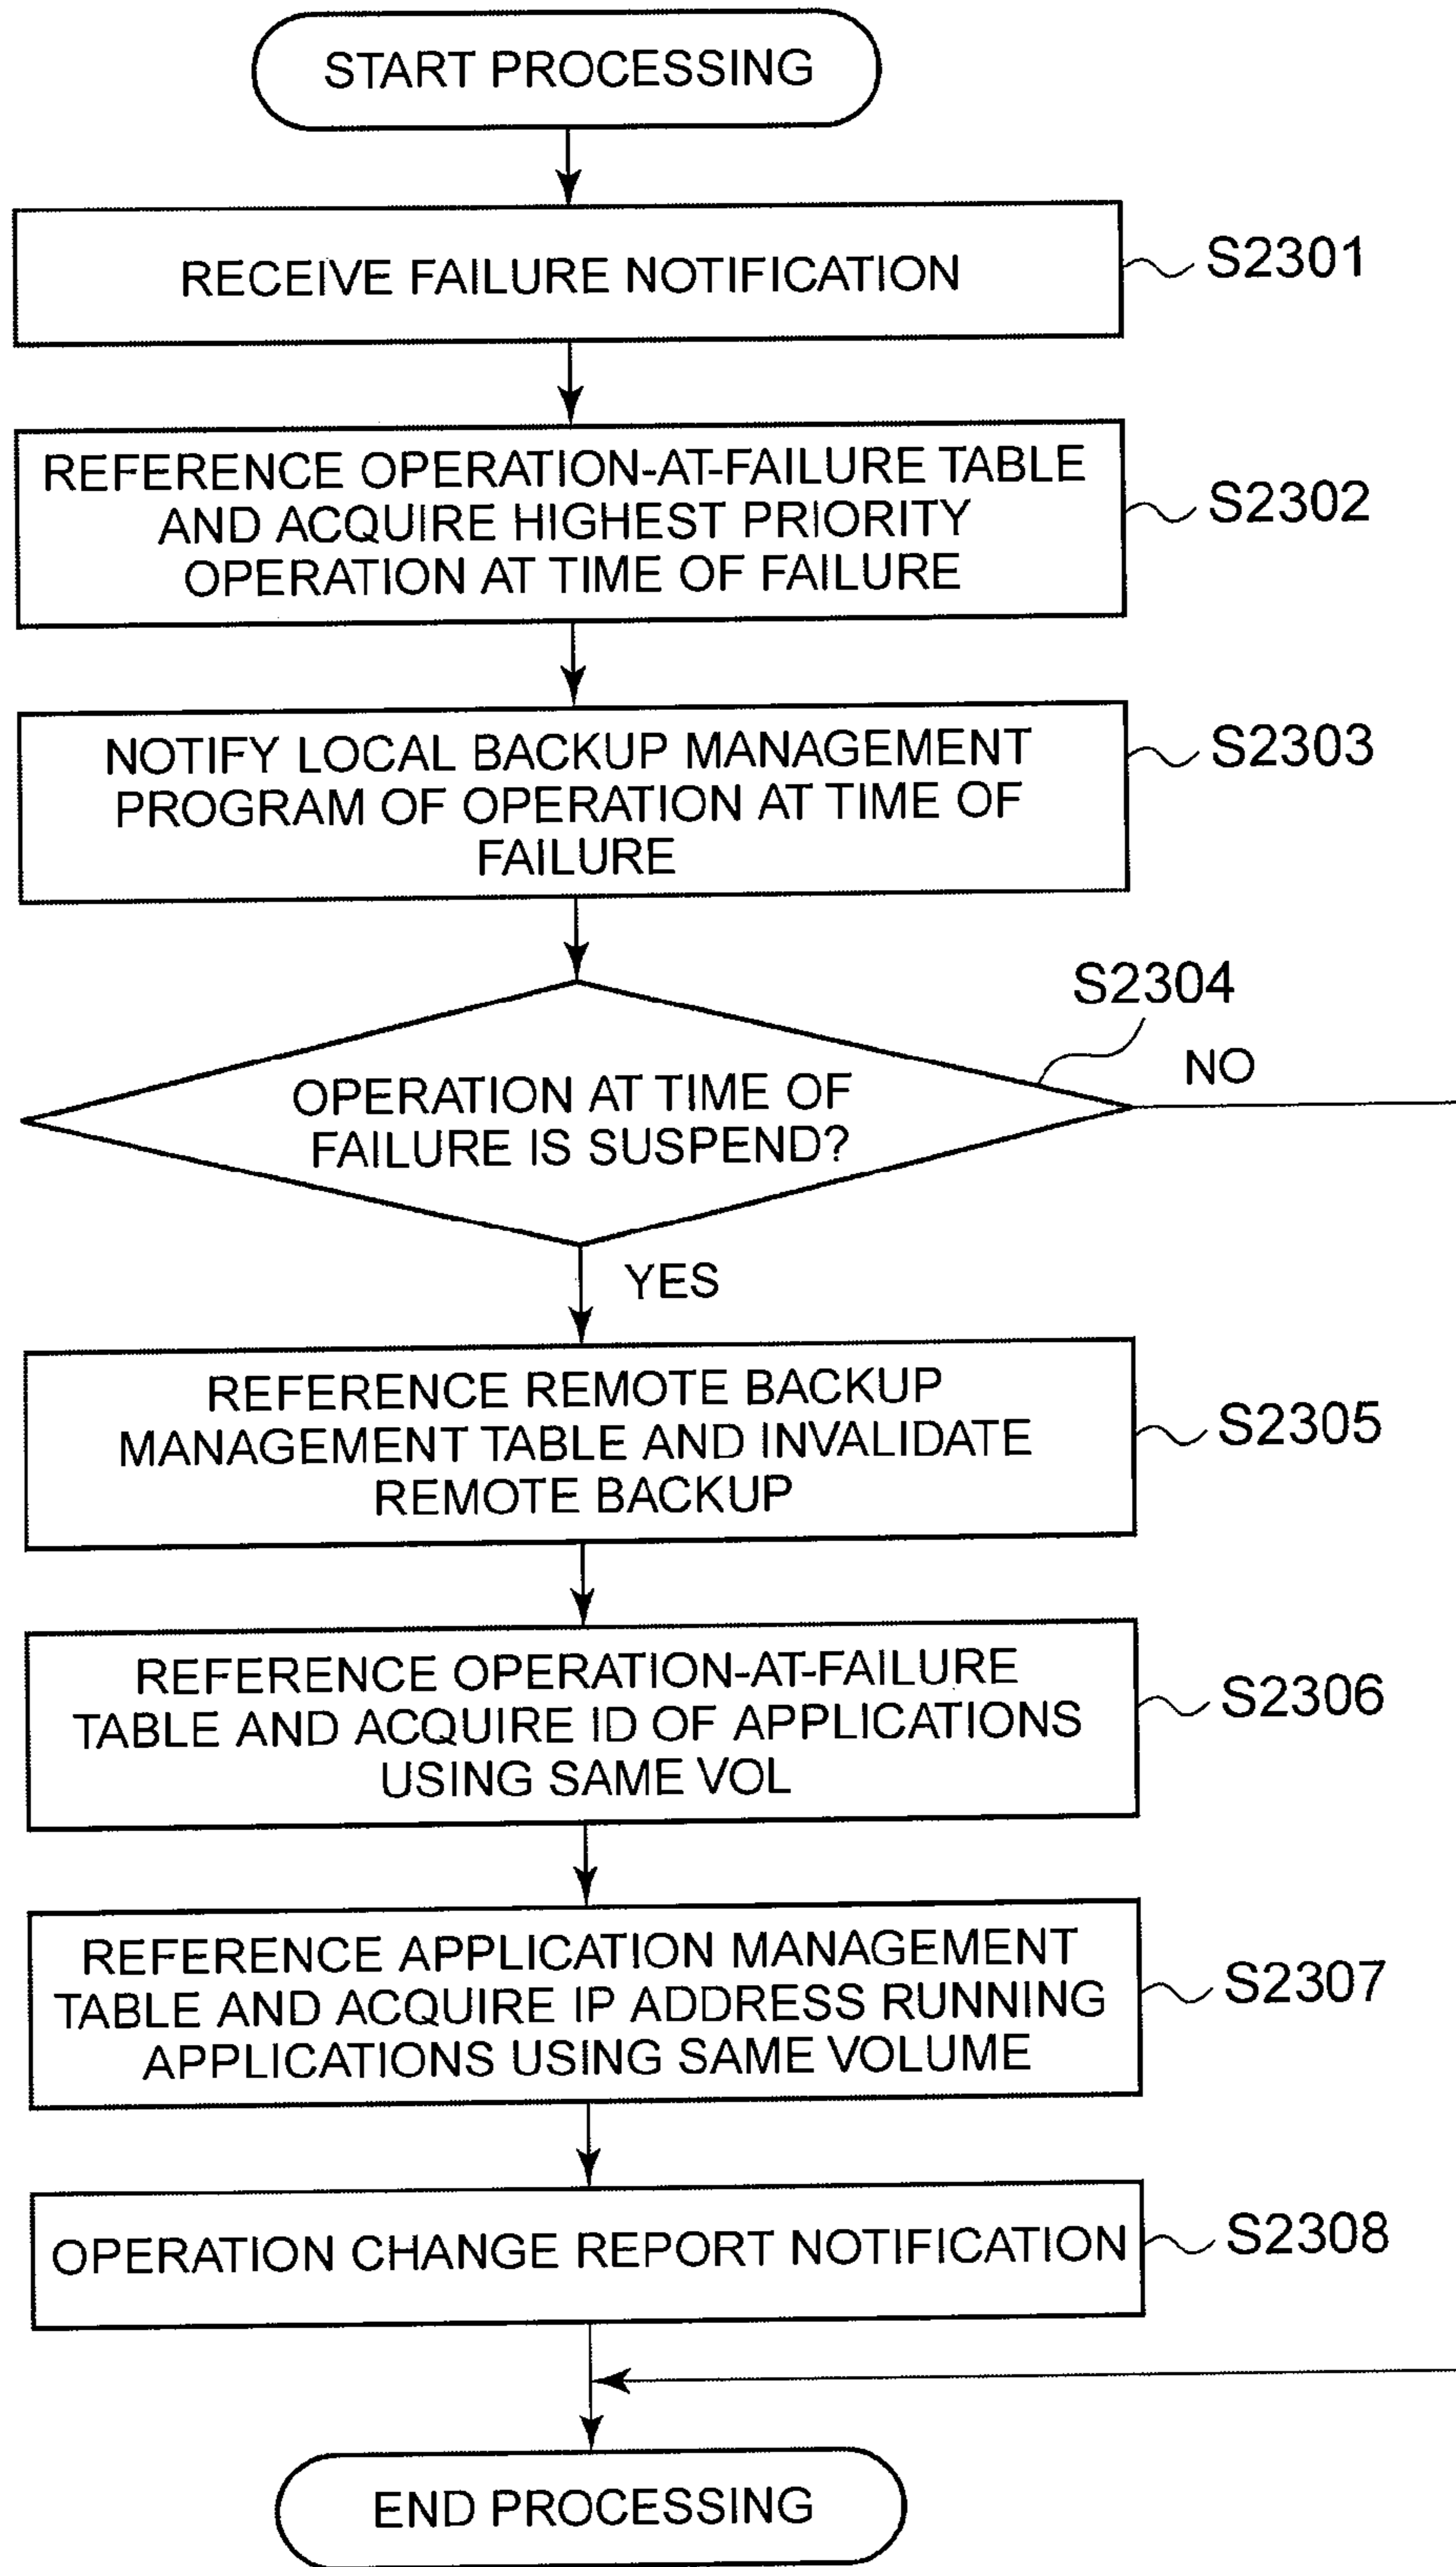 START PROCESSING
RECEIVE FAILURE NOTIFICATION
S2301
REFERENCE OPERATION-AT-FAILURE TABLE
AND ACQUIRE HIGHEST PRIORITY
OPERATION AT TIME OF FAILURE
S2302
NOTIFY LOCAL BACKUP MANAGEMENT
PROGRAM OF OPERATION AT TIME OF
FAILURE
S2303
S2304
NO
OPERATION AT TIME OF
FAILURE IS SUSPEND?
YES
REFERENCE REMOTE BACKUP
MANAGEMENT TABLE AND INVALIDATE
REMOTE BACKUP
S2305
REFERENCE OPERATION-AT-FAILURE
TABLE AND ACQUIRE ID OF APPLICATIONS
USING SAME VOL
S2306
REFERENCE APPLICATION MANAGEMENT
TABLE AND ACQUIRE IP ADDRESS RUNNING
APPLICATIONS USING SAME VOLUME
S2307
OPERATION CHANGE REPORT NOTIFICATION
S2308
END PROCESSING